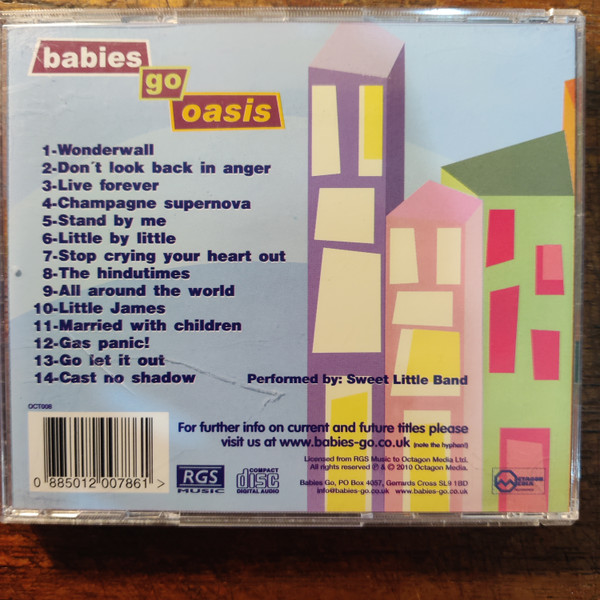 babies
go
oasis
1-Wonderwall
2-Don't look back in anger
3-Live forever
4-Champagne supernova
5-Stand by me
6-Little by little
7-Stop crying your heart out
8-The hindutimes
9-All around the world
10-Little James
11-Married with children
12-Gas panic!
13-Go let it out
14-Cast no shadow
Performed by: Sweet Little Band
OCT008
For further info on current and future titles please
visit us at www.babies-go.co.uk (note the hyphen!)
Licensed from RGS Music to Octagon Media Ltd.
All rights reserved ℗ & © 2010 Octagon Media.
Babies Go, PO Box 4057, Gerrards Cross SL9 1BD
info@babies-go.co.uk www.babies-go.co.uk
0 885012 007861 >
RGS
MUSIC
COMPACT
disc
DIGITAL AUDIO
OCTAGON
MEDIA